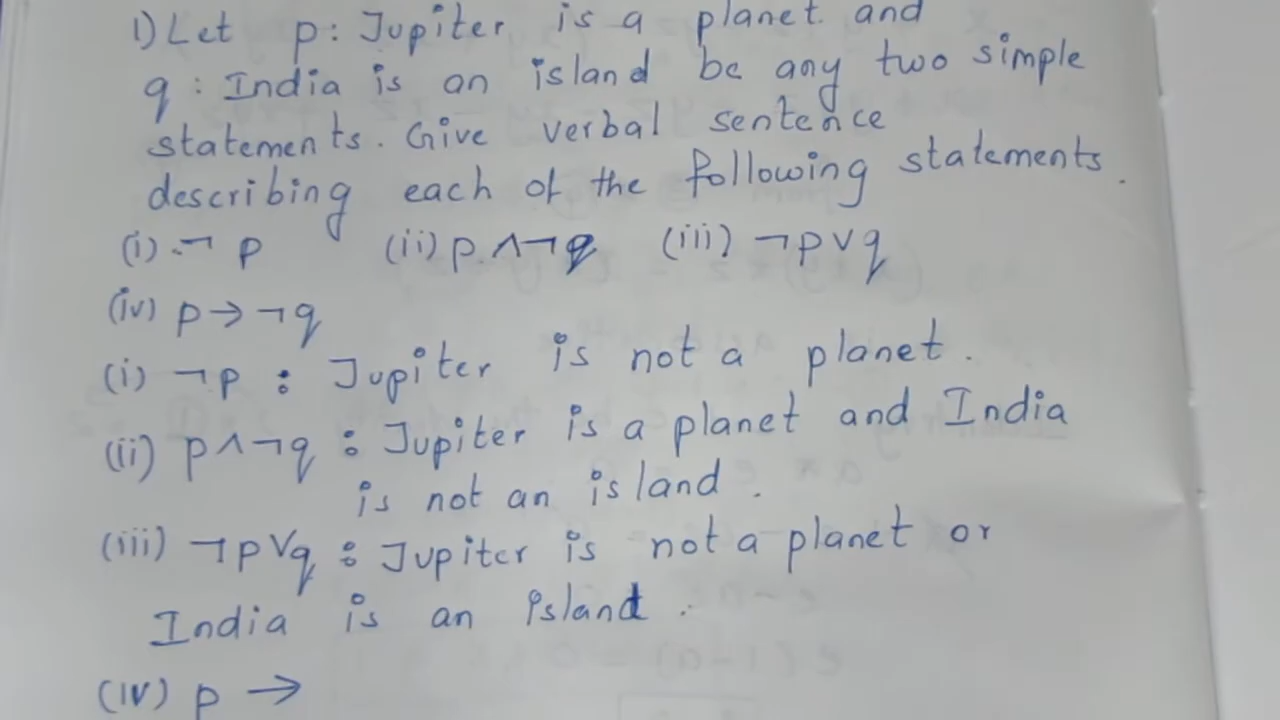 1) Let p: Jupiter is a planet and
q : India is an island be any two simple
statements. Give verbal sentence
describing each of the following statements.
(i) ¬ p (ii) p ∧ ¬ q (iii) ¬ p ∨ q
(iv) p → ¬ q
(i) ¬p : Jupiter is not a planet.
(ii) p ∧ ¬q : Jupiter is a planet and India
is not an island.
(iii) ¬p ∨ q : Jupiter is not a planet or
India is an island.
(iv) p →